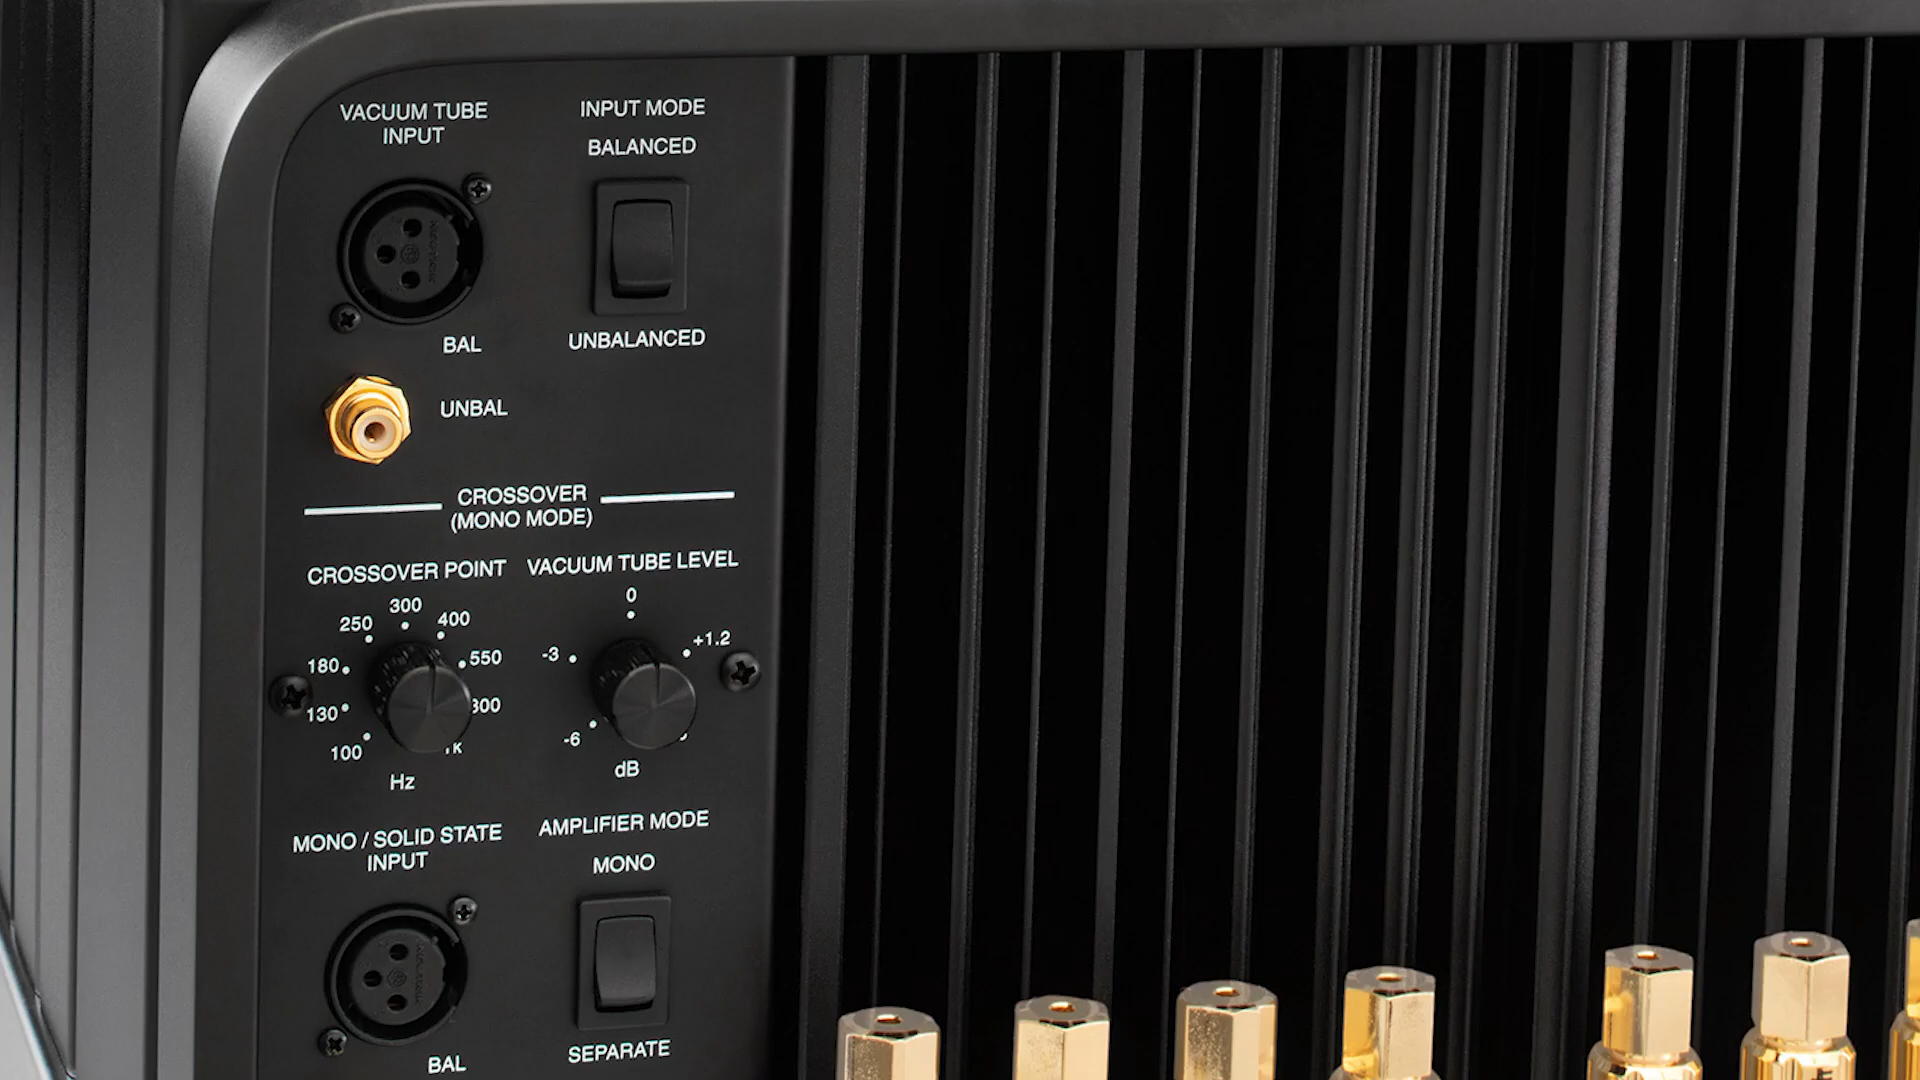 VACUUM TUBE
INPUT
INPUT MODE
BALANCED
BAL
UNBALANCED
UNBAL
CROSSOVER
(MONO MODE)
CROSSOVER POINT
VACUUM TUBE LEVEL
300
250
400
180
550
130
100
Hz
0
-3
+1.2
-6
dB
MONO / SOLID STATE
INPUT
AMPLIFIER MODE
MONO
BAL
SEPARATE